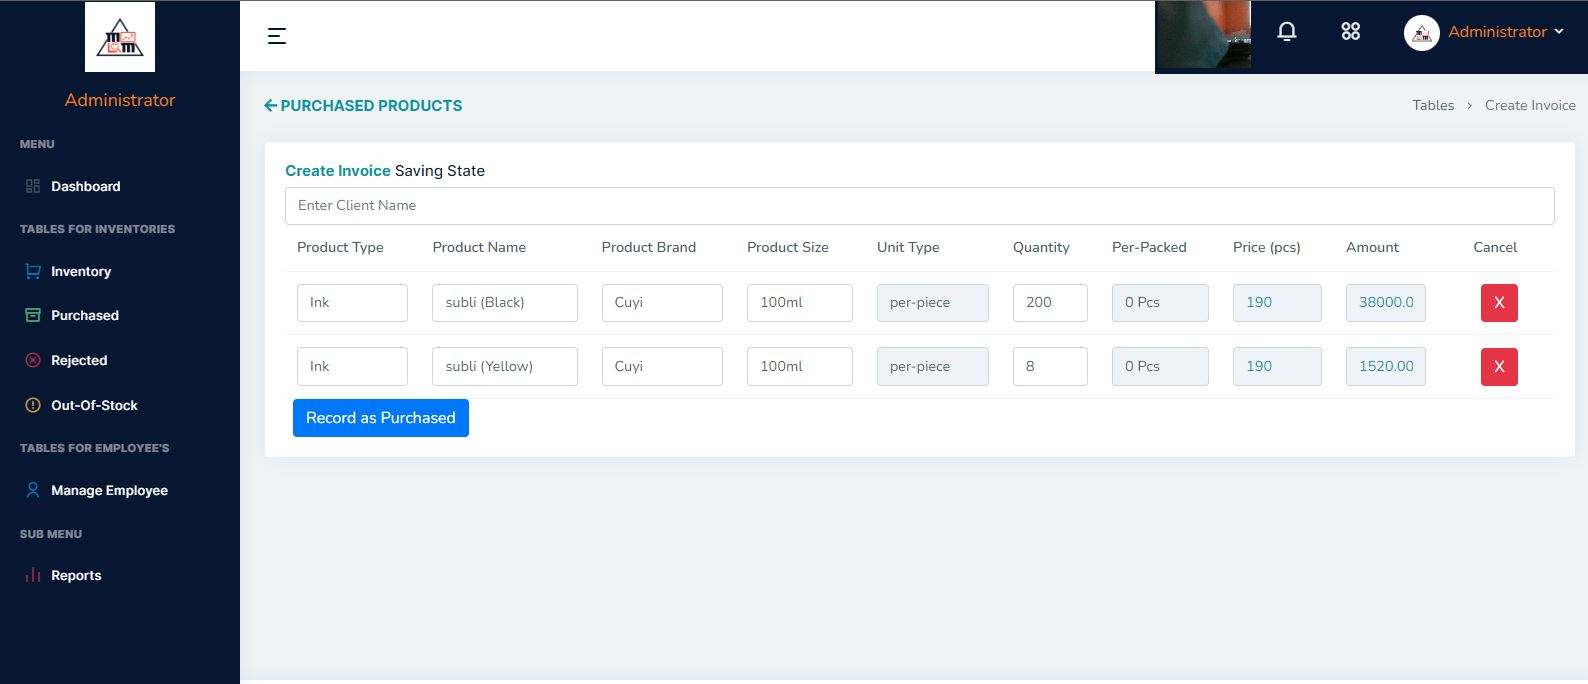 Administrator
Administrator
MENU
Dashboard
TABLES FOR INVENTORIES
Inventory
Purchased
Rejected
Out-Of-Stock
TABLES FOR EMPLOYEE'S
Manage Employee
SUB MENU
Reports
PURCHASED PRODUCTS
Tables > Create Invoice
Create Invoice Saving State
Enter Client Name
Product Type Product Name Product Brand Product Size Unit Type Quantity Per-Packed Price (pcs) Amount Cancel
Ink subli (Black) Cuyi 100ml per-piece 200 0 Pcs 190 38000.0 X
Ink subli (Yellow) Cuyi 100ml per-piece 8 0 Pcs 190 1520.00 X
Record as Purchased